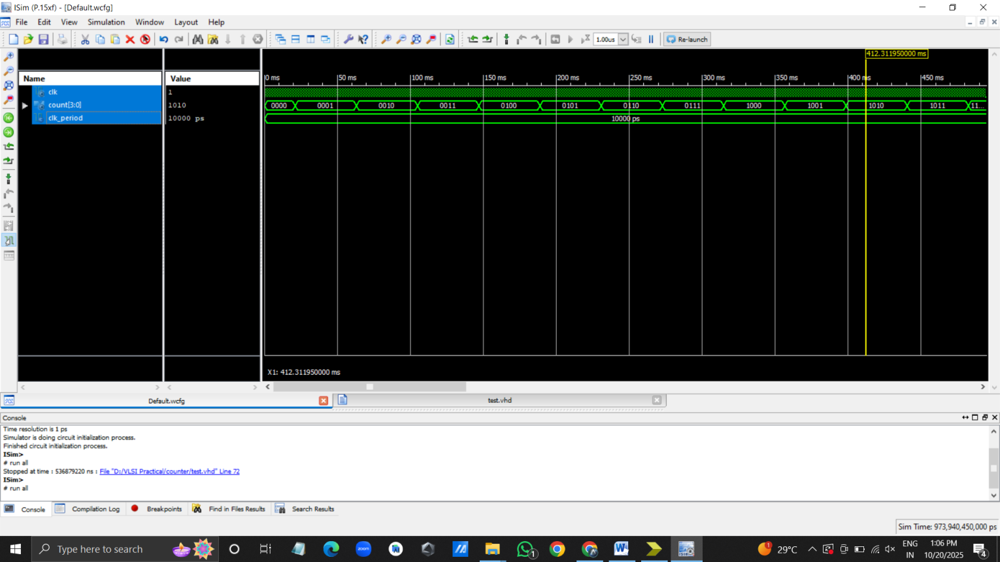 ISim (P.15xf) - [Default.wcfg]
File Edit View Simulation Window Layout Help
1.00us Re-launch
412.311950000 ms
Name Value
0 ms 50 ms 100 ms 150 ms 200 ms 250 ms 300 ms 350 ms 400 ms 450 ms
clk 1
count[3:0] 1010 0000 0001 0010 0011 0100 0101 0110 0111 1000 1001 1010 1011 11...
clk_period 10000 ps 10000 ps
X1: 412.311950000 ms
Default.wcfg test.vhd
Console
Time resolution is 1 ps
Simulator is doing circuit initialization process.
Finished circuit initialization process.
ISim>
# run all
Stopped at time : 536879220 ns : File "D:/VLSI Practical/counter/test.vhd" Line 72
ISim>
# run all
Console Compilation Log Breakpoints Find in Files Results Search Results
Sim Time: 973,940,450,000 ps
Type here to search zoom 1 1 29°C ENG 1:06 PM
IN 10/20/2025 4